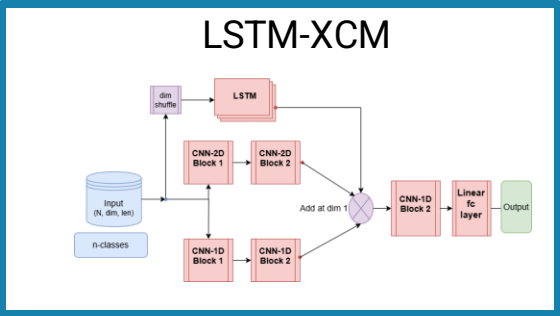 LSTM-XCM
dim
shuffle
LSTM
CNN-2D
Block 1
CNN-2D
Block 2
Input
(N, dim, len)
n-classes
Add at dim 1
CNN-1D
Block 2
Linear
fc
layer
Output
CNN-1D
Block 1
CNN-1D
Block 2